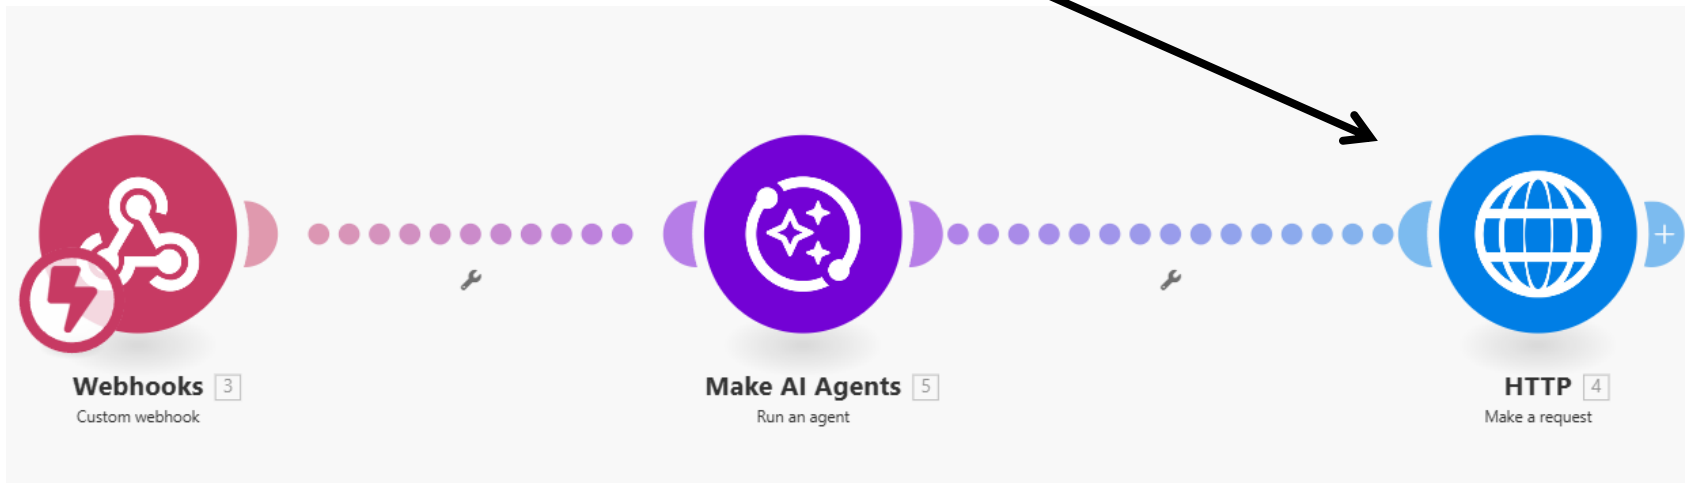 Webhooks 3
Custom webhook
Make AI Agents 5
Run an agent
HTTP 4
Make a request